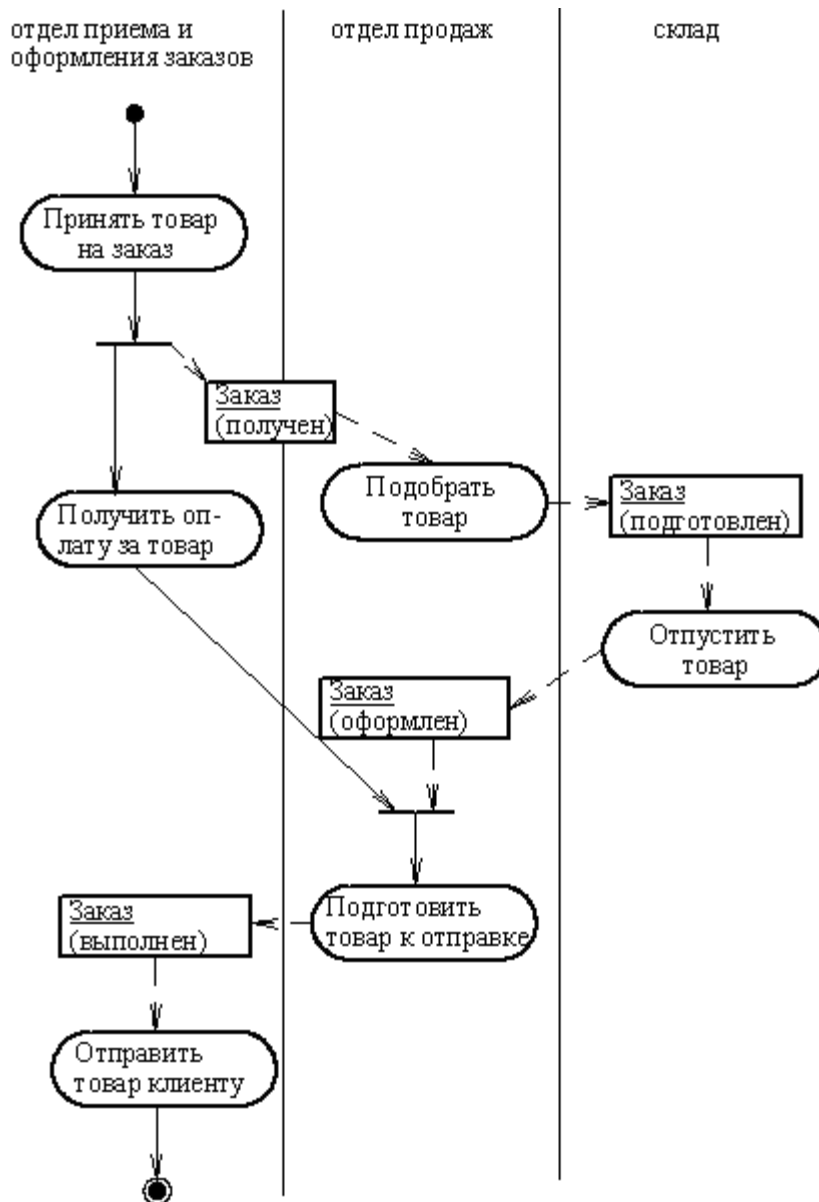 отдел приема и
оформления заказов
отдел продаж
склад
Принять товар
на заказ
Заказ
(получен)
Подобрать
товар
Заказ
(подготовлен)
Получить оп-
лату за товар
Отпустить
товар
Заказ
(оформлен)
Подготовить
товар к отправке
Заказ
(выполнен)
Отправить
товар клиенту